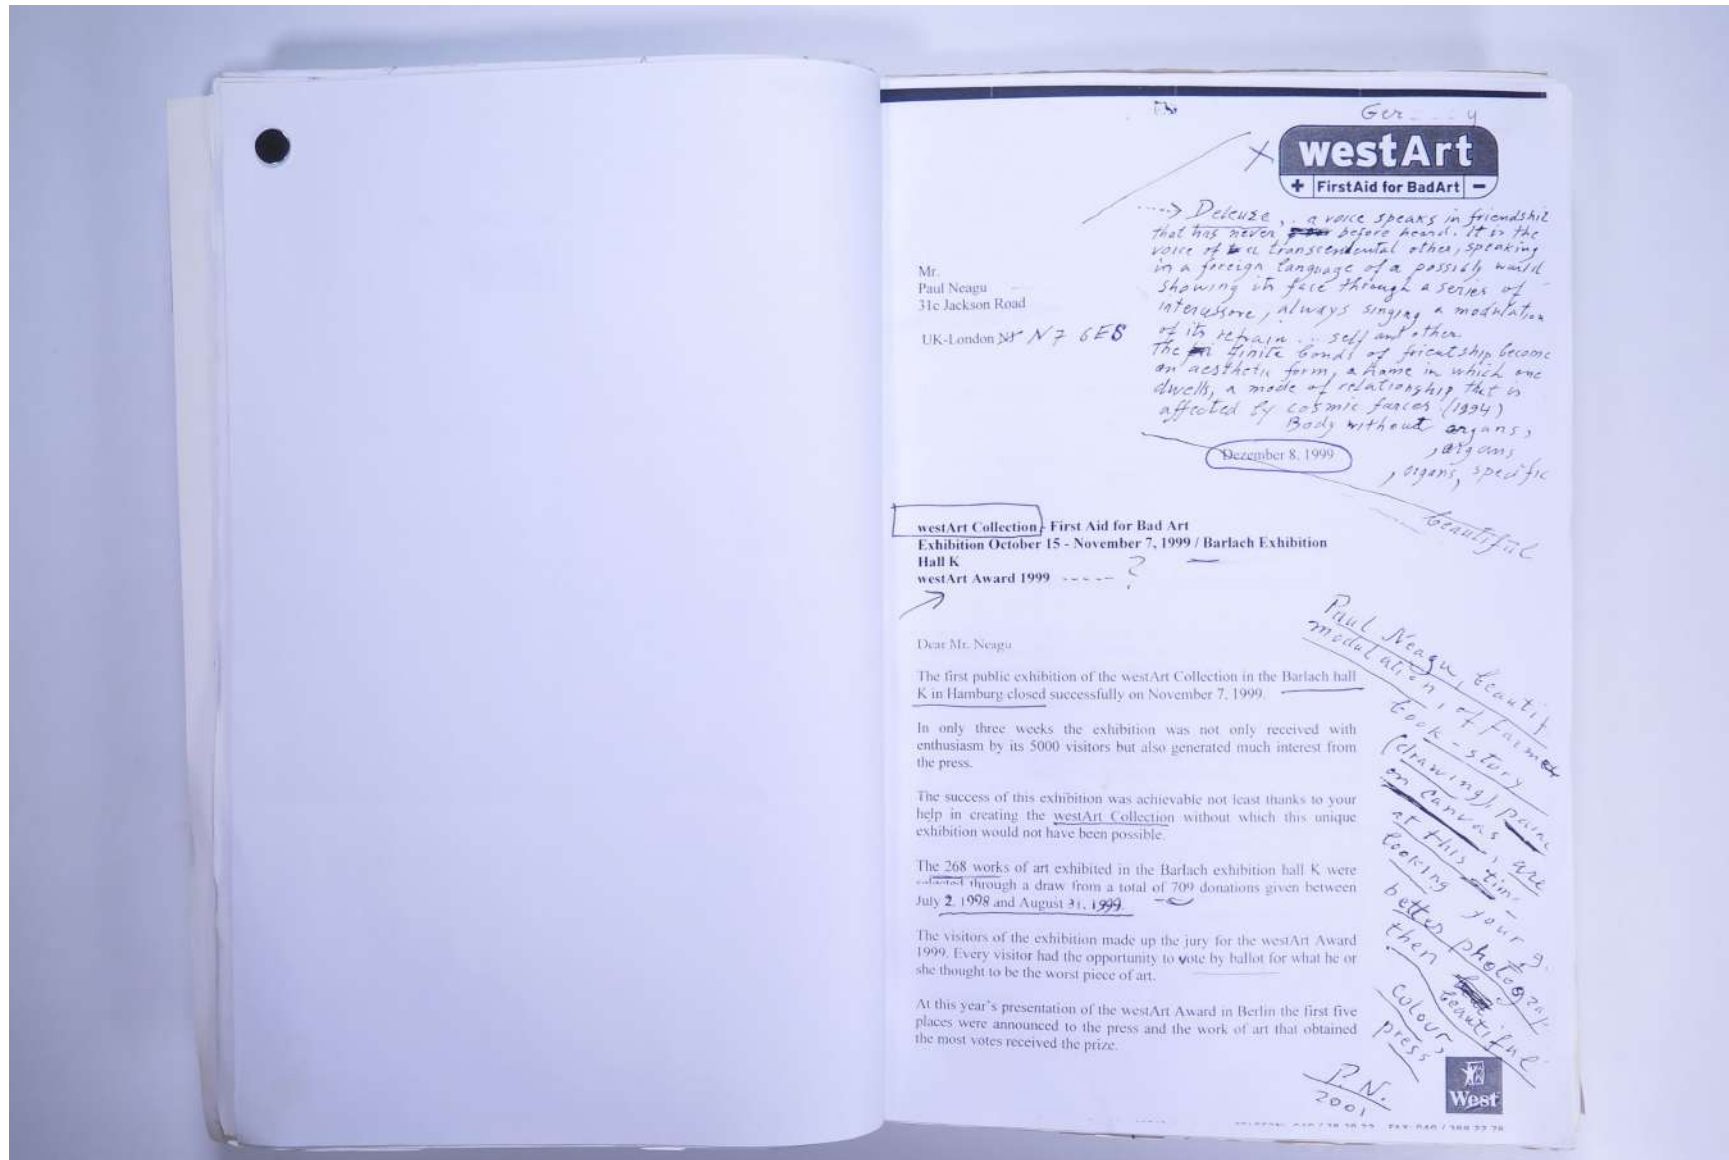 Ger....y
westArt
+ FirstAid for BadArt -
----> Deleuze, .. a voice speaks in friendship
that has never before heard. It is the
voice of a transcendental other, speaking
in a foreign language of a possibly world
showing its face through a series of
, always singing a modulation
of its refrain ... self and other.
The finite bonds of frientship become
an aesthetic form, a in which one
dwells, a mode of relationship that is
affected by cosmic farces (1994)
Body without organs,
, organs
, organs, specific
beautiful
Mr.
Paul Neagu
31c Jackson Road
UK-London N7 6ES
Dezember 8, 1999
westArt Collection - First Aid for Bad Art
Exhibition October 15 - November 7, 1999 / Barlach Exhibition
Hall K
westArt Award 1999 ----- ?
Dear Mr. Neagu
The first public exhibition of the westArt Collection in the Barlach hall
K in Hamburg closed successfully on November 7, 1999.
In only three weeks the exhibition was not only received with
enthusiasm by its 5000 visitors but also generated much interest from
the press.
The success of this exhibition was achievable not least thanks to your
help in creating the westArt Collection without which this unique
exhibition would not have been possible.
The 268 works of art exhibited in the Barlach exhibition hall K were
through a draw from a total of 709 donations given between
July 2, 1998 and August 31, 1999.
The visitors of the exhibition made up the jury for the westArt Award
1999. Every visitor had the opportunity to vote by ballot for what he or
she thought to be the worst piece of art.
At this year's presentation of the westArt Award in Berlin the first five
places were announced to the press and the work of art that obtained
the most votes received the prize.
Paul Neagu, beautif
modulation, of
took - story
(drawing), pain
on canvas, are
at this tim
looking your g.
better photograp
then beautiful
colour,
press
P.N.
2001
West